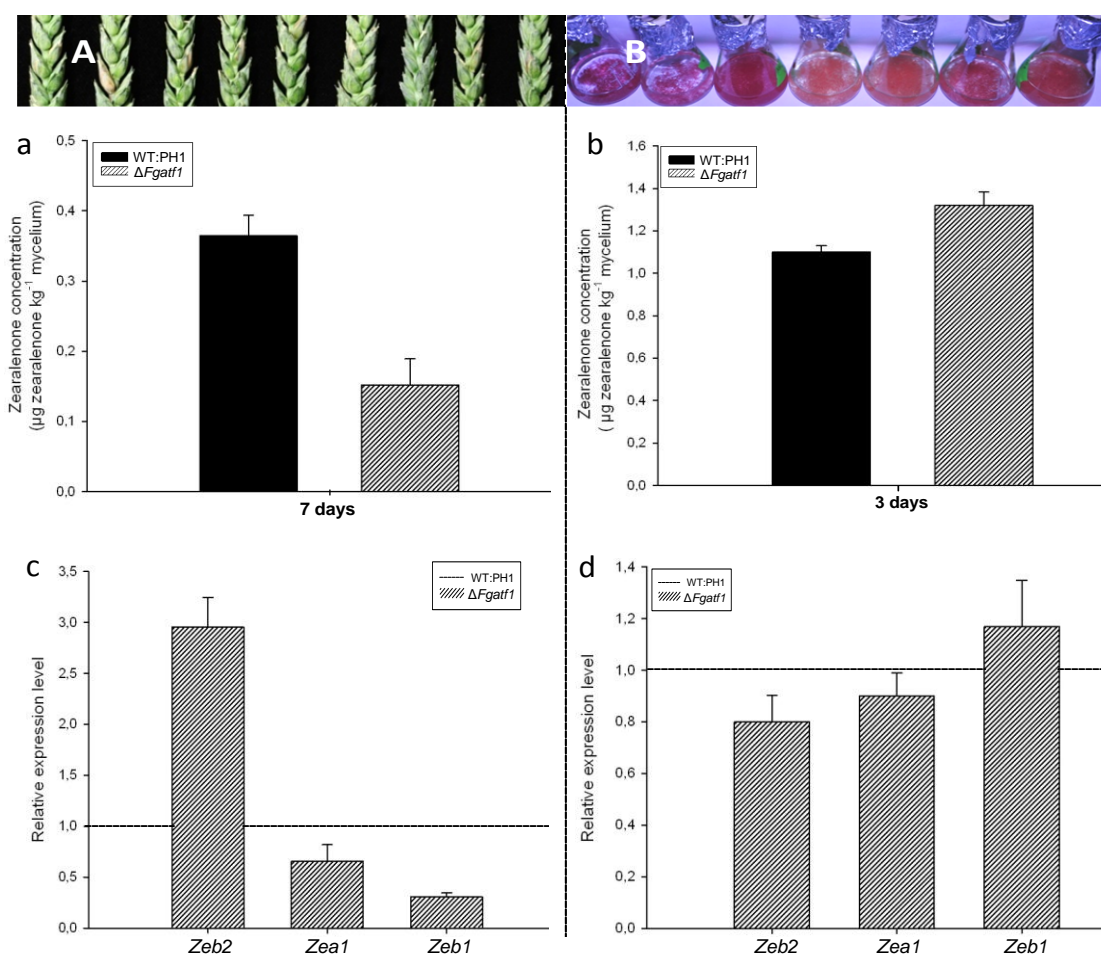 A
B
a
0,5
0,4
0,3
0,2
0,1
0,0
Zearalenone concentration
(µg zearalenone kg⁻¹ mycelium)
WT:PH1
ΔFgatf1
7 days
b
1,6
1,4
1,2
1,0
0,8
0,6
0,4
0,2
0,0
Zearalenone concentration
( µg zearalenone kg⁻¹ mycelium)
WT:PH1
ΔFgatf1
3 days
c
3,5
3,0
2,5
2,0
1,5
1,0
0,5
0,0
Relative expression level
WT:PH1
ΔFgatf1
Zeb2 Zea1 Zeb1
d
1,4
1,2
1,0
0,8
0,6
0,4
0,2
0,0
Relative expression level
WT:PH1
ΔFgatf1
Zeb2 Zea1 Zeb1